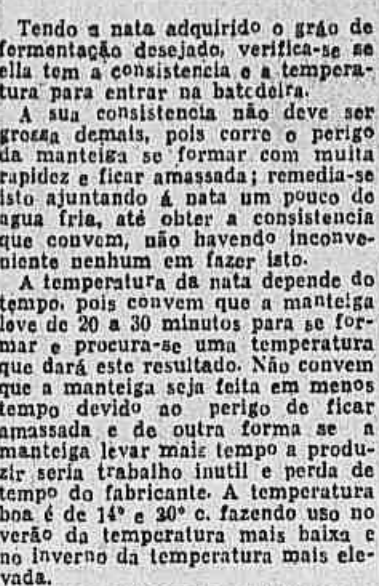 Tendo a nata adquirido o gráo de
fermentação desejado, verifica-se se
ella tem a consistencia e a tempera-
tura para entrar na batedeira.
A sua consistencia não deve ser
grossa demais, pois corre o perigo
da manteiga se formar com muita
rapidez e ficar amassada; remedia-se
isto ajuntando á nata um pouco de
agua fria, até obter a consistencia
que convem, não havendo inconve-
niente nenhum em fazer isto.
A temperatura da nata depende do
tempo, pois convem que a manteiga
leve de 20 a 30 minutos para se for-
mar e procura-se uma temperatura
que dará este resultado. Não convem
que a manteiga seja feita em menos
tempo devido ao perigo de ficar
amassada e de outra forma se a
manteiga levar mais tempo a produ-
zir seria trabalho inutil e perda de
tempo do fabricante. A temperatura
boa é de 14º e 20º c. fazendo uso no
verão da temperatura mais baixa e
no inverno da temperatura mais ele-
vada.